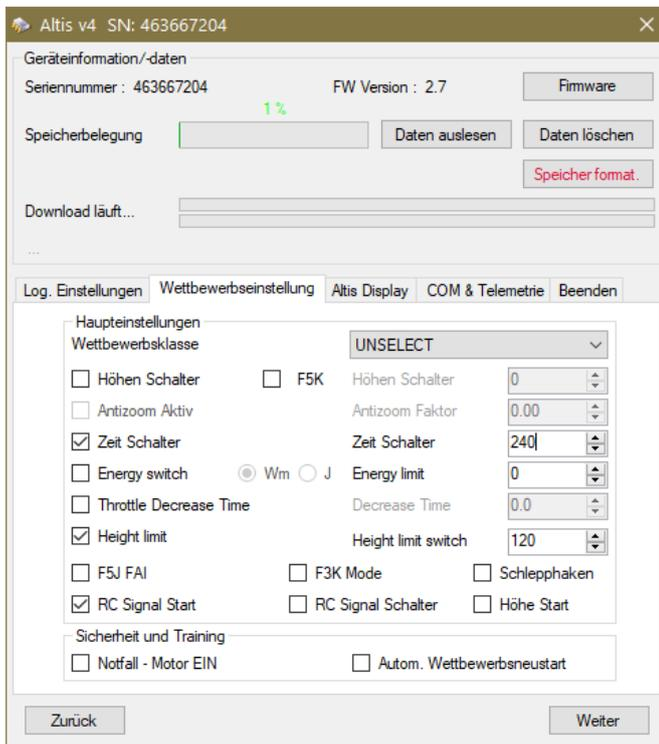 Altis v4 SN: 463667204
Geräteinformation/-daten
Seriennummer : 463667204 FW Version : 2.7 Firmware
1 %
Speicherbelegung Daten auslesen Daten löschen
Speicher format.
Download läuft...
...
Log. Einstellungen Wettbewerbseinstellung Altis Display COM & Telemetrie Beenden
Haupteinstellungen
Wettbewerbsklasse UNSELECT
Höhen Schalter F5K Höhen Schalter 0
Antizoom Aktiv Antizoom Faktor 0.00
Zeit Schalter Zeit Schalter 240
Energy switch Wm J Energy limit 0
Throttle Decrease Time Decrease Time 0.0
Height limit Height limit switch 120
F5J FAI F3K Mode Schlepphaken
RC Signal Start RC Signal Schalter Höhe Start
Sicherheit und Training
Notfall - Motor EIN Autom. Wettbewerbsneustart
Zurück Weiter